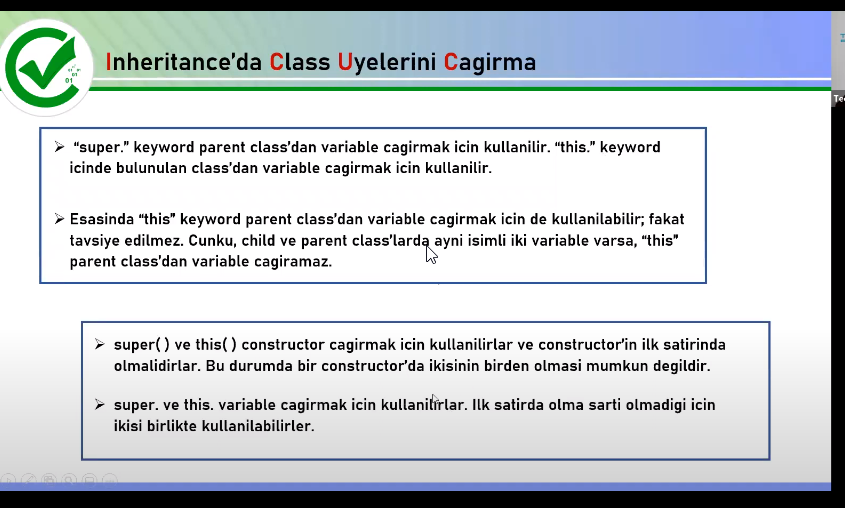 Inheritance'da Class Uyelerini Cagirma
"super." keyword parent class'dan variable cagirmak icin kullanilir. "this." keyword
icinde bulunulan class'dan variable cagirmak icin kullanilir.
Esasinda "this" keyword parent class'dan variable cagirmak icin de kullanilabilir; fakat
tavsiye edilmez. Cunku, child ve parent class'larda ayni isimli iki variable varsa, "this"
parent class'dan variable cagiramaz.
super( ) ve this( ) constructor cagirmak icin kullanilirlar ve constructor'in ilk satirinda
olmalidirlar. Bu durumda bir constructor'da ikisinin birden olmasi mumkun degildir.
super. ve this. variable cagirmak icin kullanilirlar. Ilk satirda olma sarti olmadigi icin
ikisi birlikte kullanilabilirler.